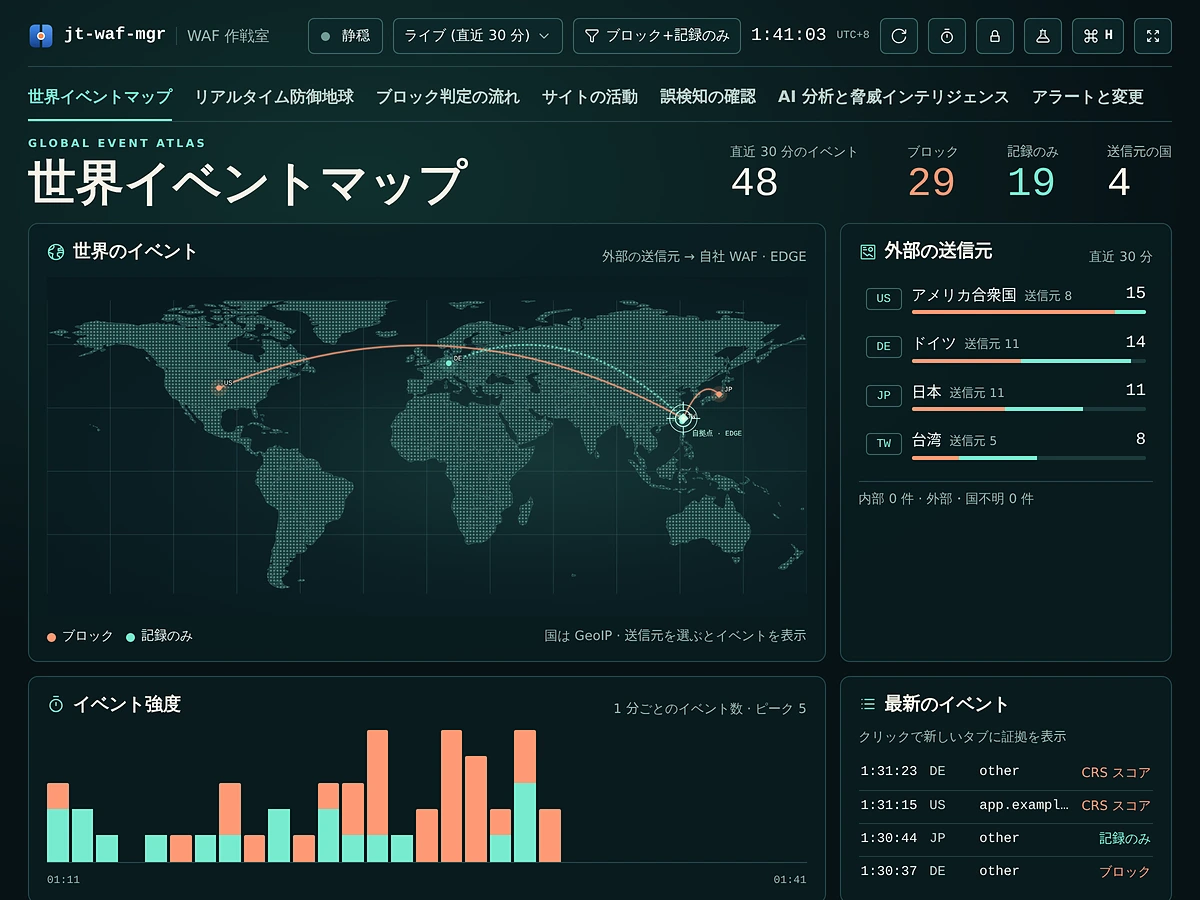 jt-waf-mgr WAF 作戦室 静穏 ライブ (直近 30 分) ブロック+記録のみ 1:41:03 UTC+8 ⌘ H
世界イベントマップ リアルタイム防御地球 ブロック判定の流れ サイトの活動 誤検知の確認 AI 分析と脅威インテリジェンス アラートと変更
GLOBAL EVENT ATLAS
世界イベントマップ
直近 30 分のイベント ブロック 記録のみ 送信元の国
48 29 19 4
世界のイベント 外部の送信元 → 自社 WAF · EDGE
US
DE
JP
自拠点 · EDGE
ブロック 記録のみ 国は GeoIP · 送信元を選ぶとイベントを表示
外部の送信元 直近 30 分
US アメリカ合衆国 送信元 8 15
DE ドイツ 送信元 11 14
JP 日本 送信元 11 11
TW 台湾 送信元 5 8
内部 0 件 · 外部・国不明 0 件
イベント強度 1 分ごとのイベント数 · ピーク 5
01:11 01:41
最新のイベント
クリックで新しいタブに証拠を表示
1:31:23 DE other CRS スコア
1:31:15 US app.exampl… CRS スコア
1:30:44 JP other 記録のみ
1:30:37 DE other ブロック